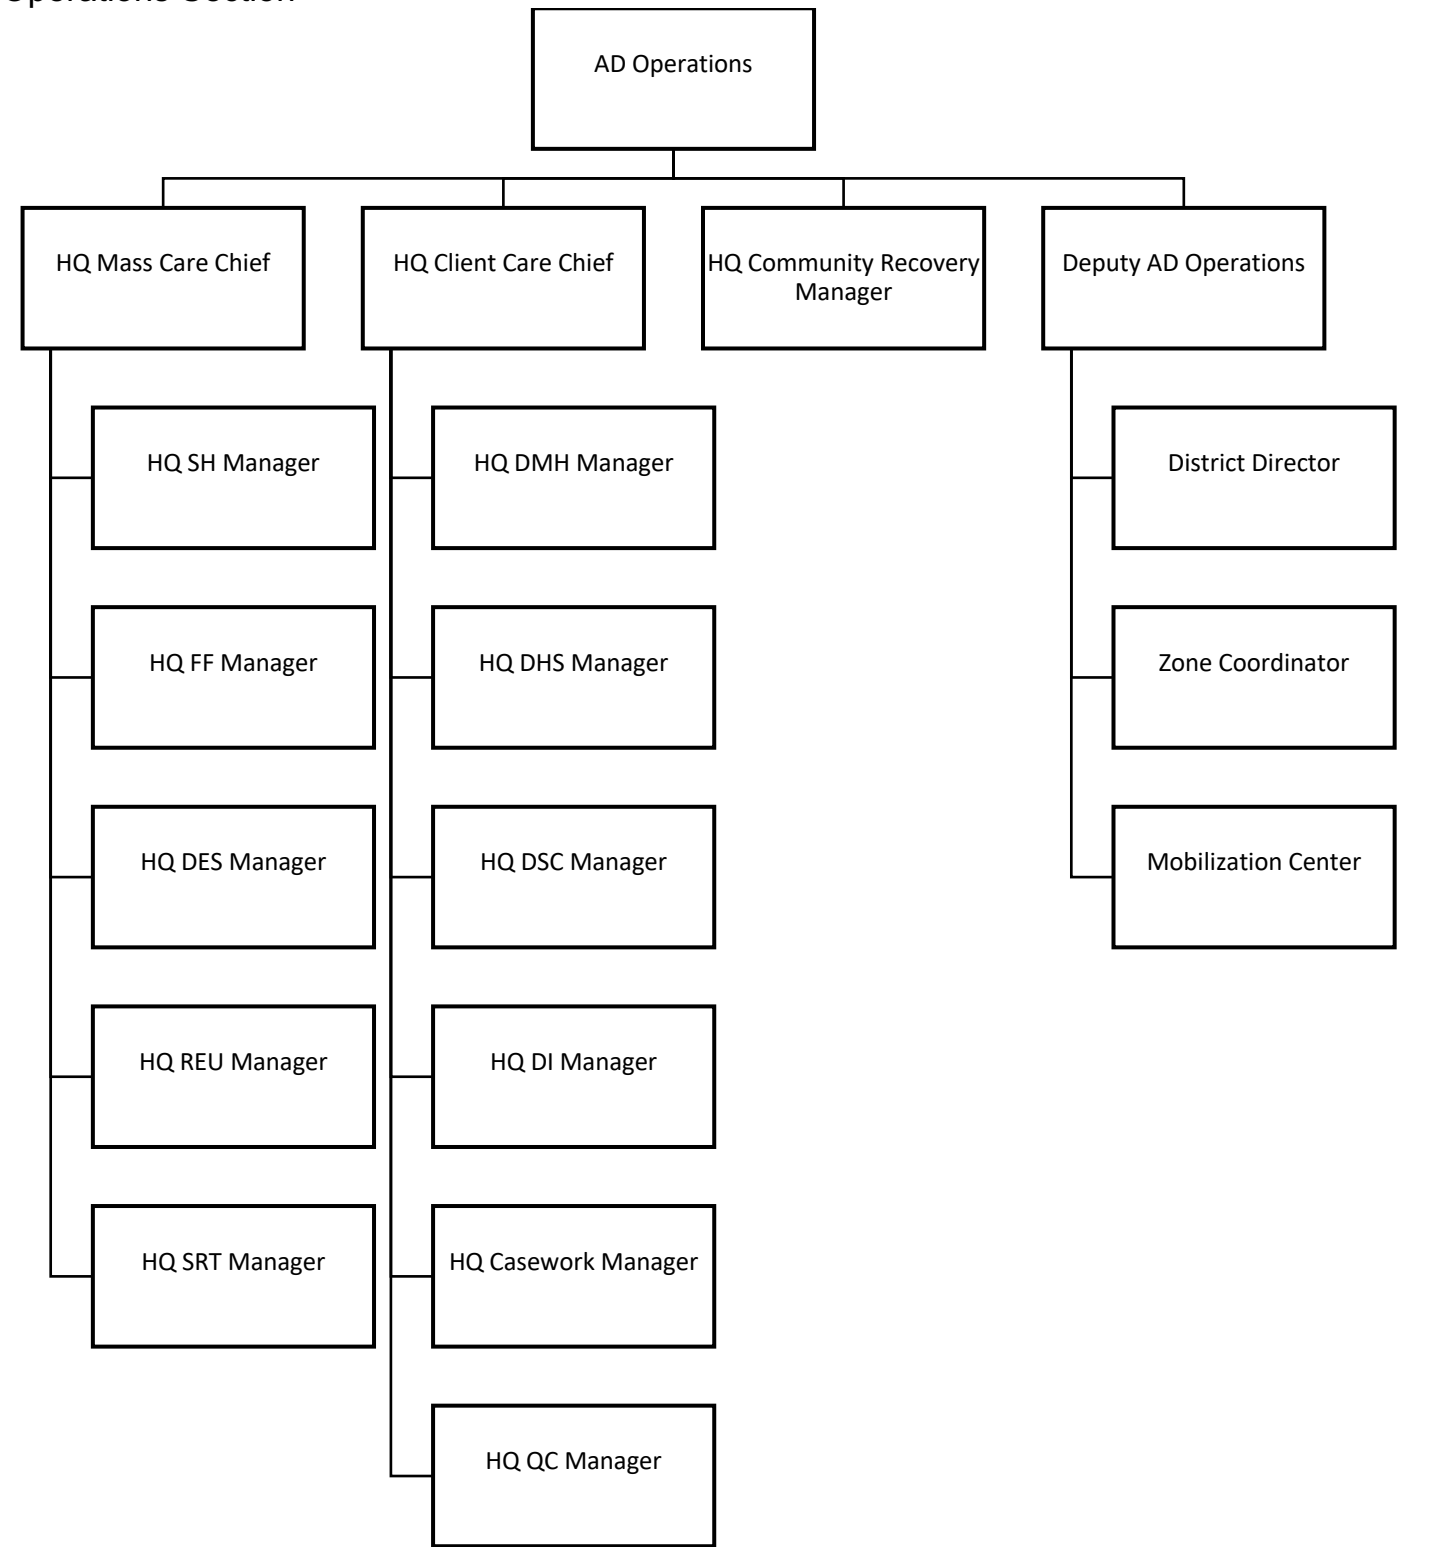 Operations Section
AD Operations
HQ Mass Care Chief
HQ Client Care Chief
HQ Community Recovery
Manager
Deputy AD Operations
HQ SH Manager
HQ DMH Manager
District Director
HQ FF Manager
HQ DHS Manager
Zone Coordinator
HQ DES Manager
HQ DSC Manager
Mobilization Center
HQ REU Manager
HQ DI Manager
HQ SRT Manager
HQ Casework Manager
HQ QC Manager